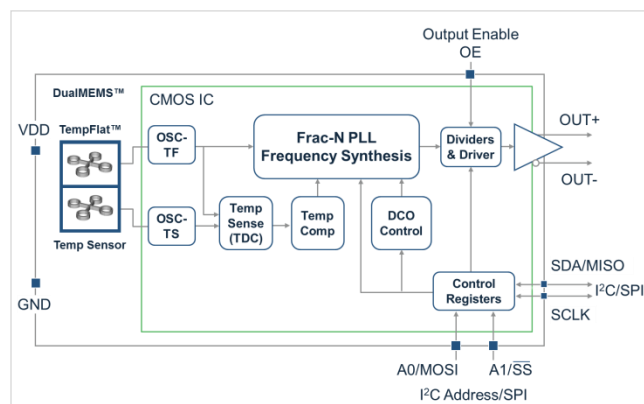 Output Enable
OE
DualMEMS™
CMOS IC
VDD
TempFlat™
OSC-
TF
Frac-N PLL
Frequency Synthesis
Dividers
& Driver
OUT+
OUT-
OSC-
TS
Temp
Sense
(TDC)
Temp
Comp
DCO
Control
Temp Sensor
GND
Control
Registers
SDA/MISO
I²C/SPI
SCLK
A0/MOSI
A1/S̅S̅
I²C Address/SPI